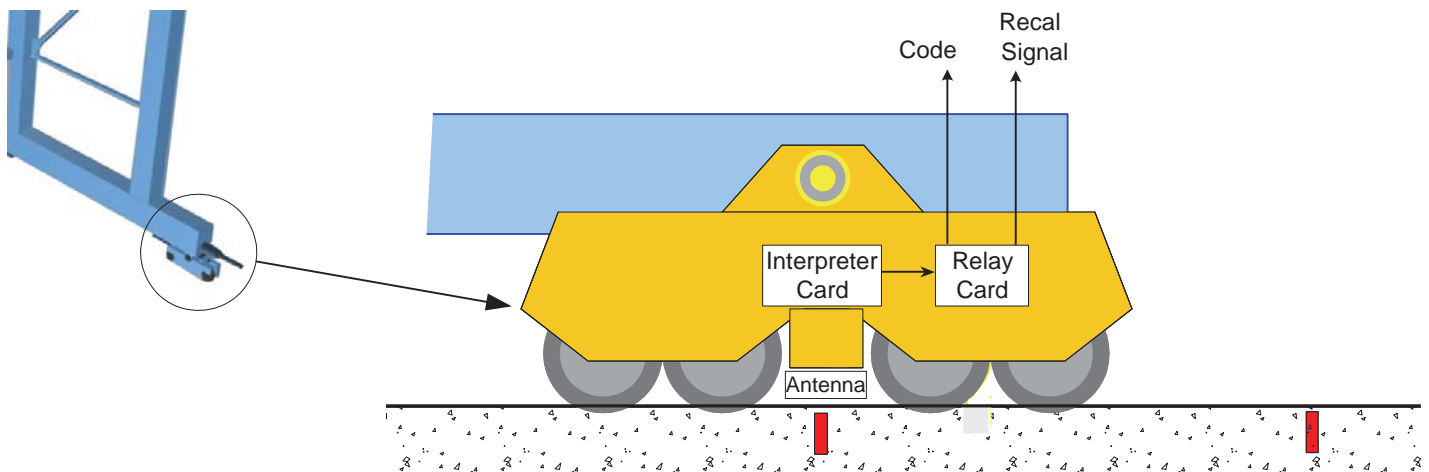 Recal
Code Signal
Interpreter
Card
Relay
Card
Antenna